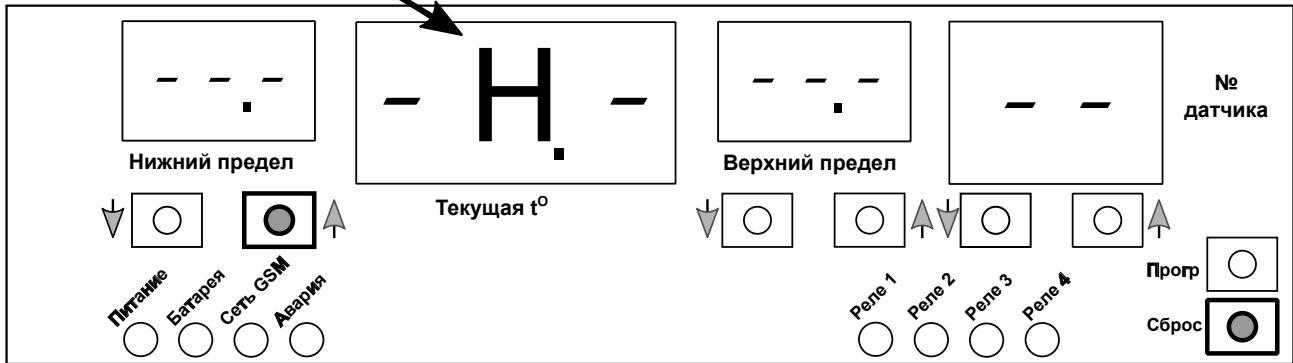 - - -.
- H. -
- - -.
- -
№
датчика
Нижний предел
Текущая tº
Верхний предел
Питание
Батарея
Сеть GSM
Авария
Реле 1
Реле 2
Реле 3
Реле 4
Прогр
Сброс